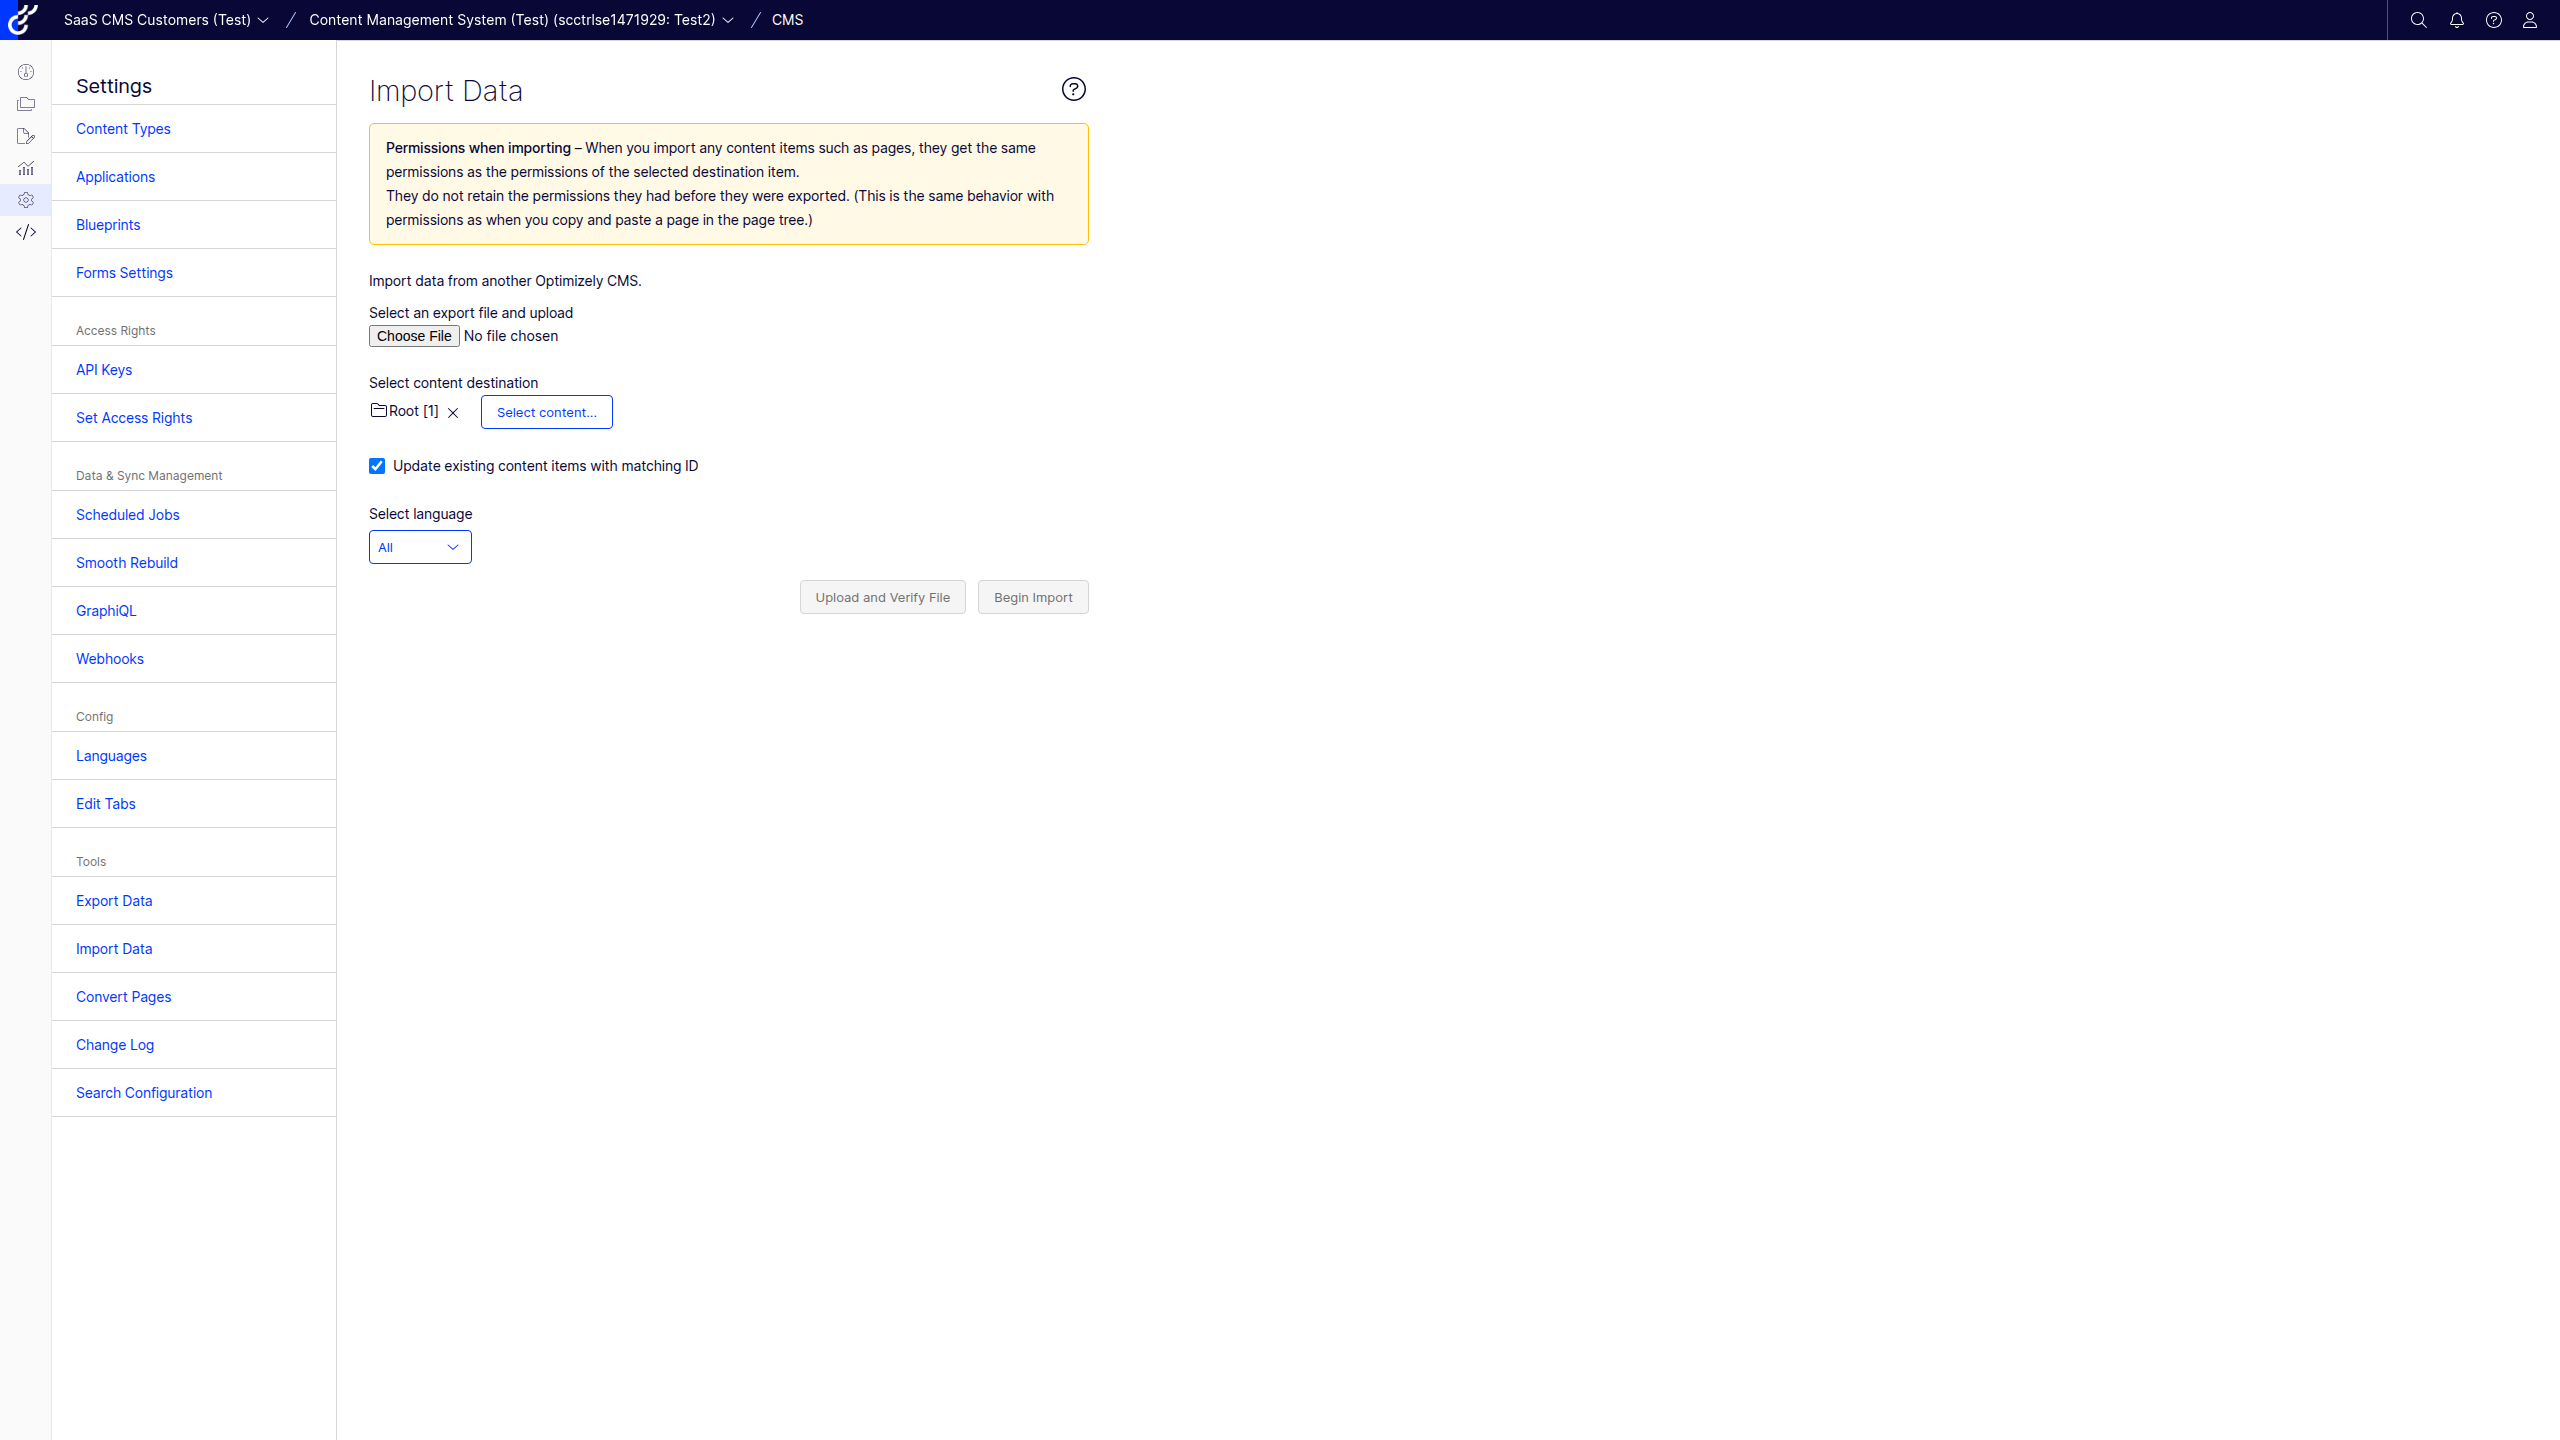 SaaS CMS Customers (Test)
Content Management System (Test) (scctrlse1471929: Test2)
CMS
Settings
Content Types
Applications
Blueprints
Forms Settings
Access Rights
API Keys
Set Access Rights
Data & Sync Management
Scheduled Jobs
Smooth Rebuild
GraphiQL
Webhooks
Config
Languages
Edit Tabs
Tools
Export Data
Import Data
Convert Pages
Change Log
Search Configuration
Import Data
Permissions when importing – When you import any content items such as pages, they get the same
permissions as the permissions of the selected destination item.
They do not retain the permissions they had before they were exported. (This is the same behavior with
permissions as when you copy and paste a page in the page tree.)
Import data from another Optimizely CMS.
Select an export file and upload
Choose File No file chosen
Select content destination
Root [1]
Select content...
Update existing content items with matching ID
Select language
All
Upload and Verify File
Begin Import